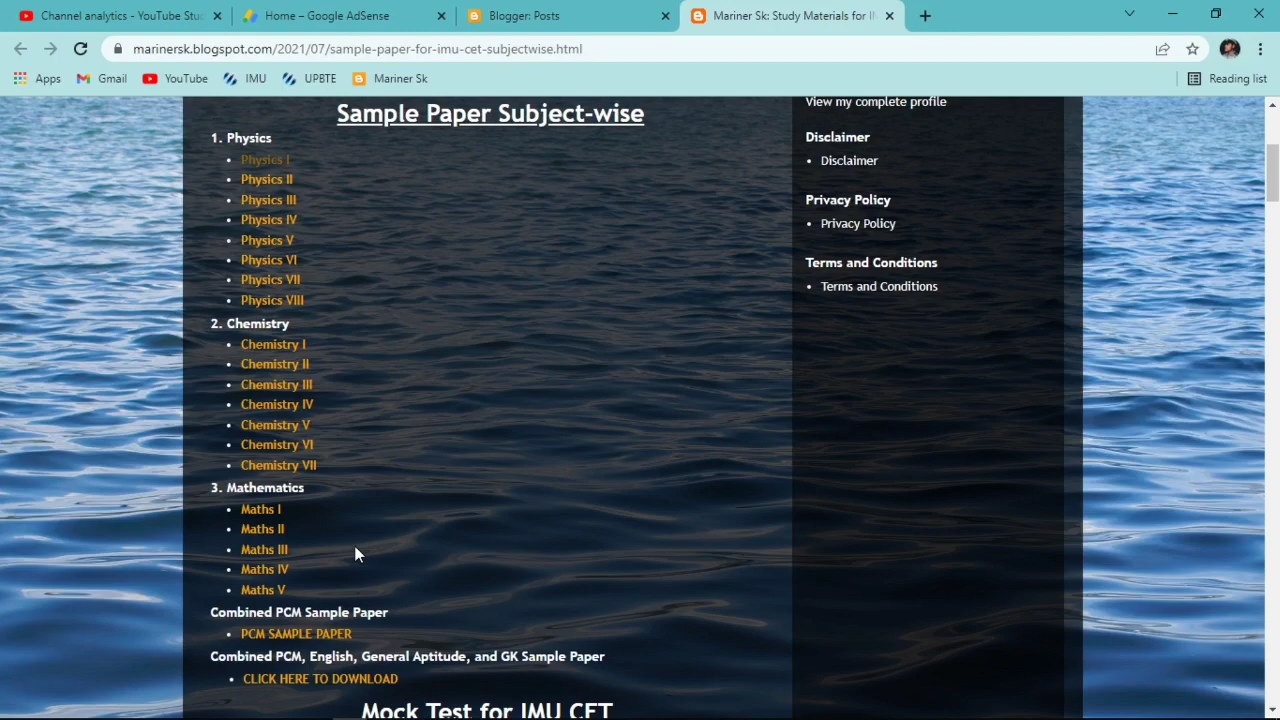 Channel analytics - YouTube Stu
Home – Google AdSense
Blogger: Posts
Mariner Sk: Study Materials for I
marinersk.blogspot.com/2021/07/sample-paper-for-imu-cet-subjectwise.html
Apps
Gmail
YouTube
IMU
UPBTE
Mariner Sk
Reading list
Sample Paper Subject-wise
1. Physics
• Physics I
• Physics II
• Physics III
• Physics IV
• Physics V
• Physics VI
• Physics VII
• Physics VIII
2. Chemistry
• Chemistry I
• Chemistry II
• Chemistry III
• Chemistry IV
• Chemistry V
• Chemistry VI
• Chemistry VII
3. Mathematics
• Maths I
• Maths II
• Maths III
• Maths IV
• Maths V
Combined PCM Sample Paper
• PCM SAMPLE PAPER
Combined PCM, English, General Aptitude, and GK Sample Paper
• CLICK HERE TO DOWNLOAD
Mock Test for IMU CET
View my complete profile
Disclaimer
• Disclaimer
Privacy Policy
• Privacy Policy
Terms and Conditions
• Terms and Conditions